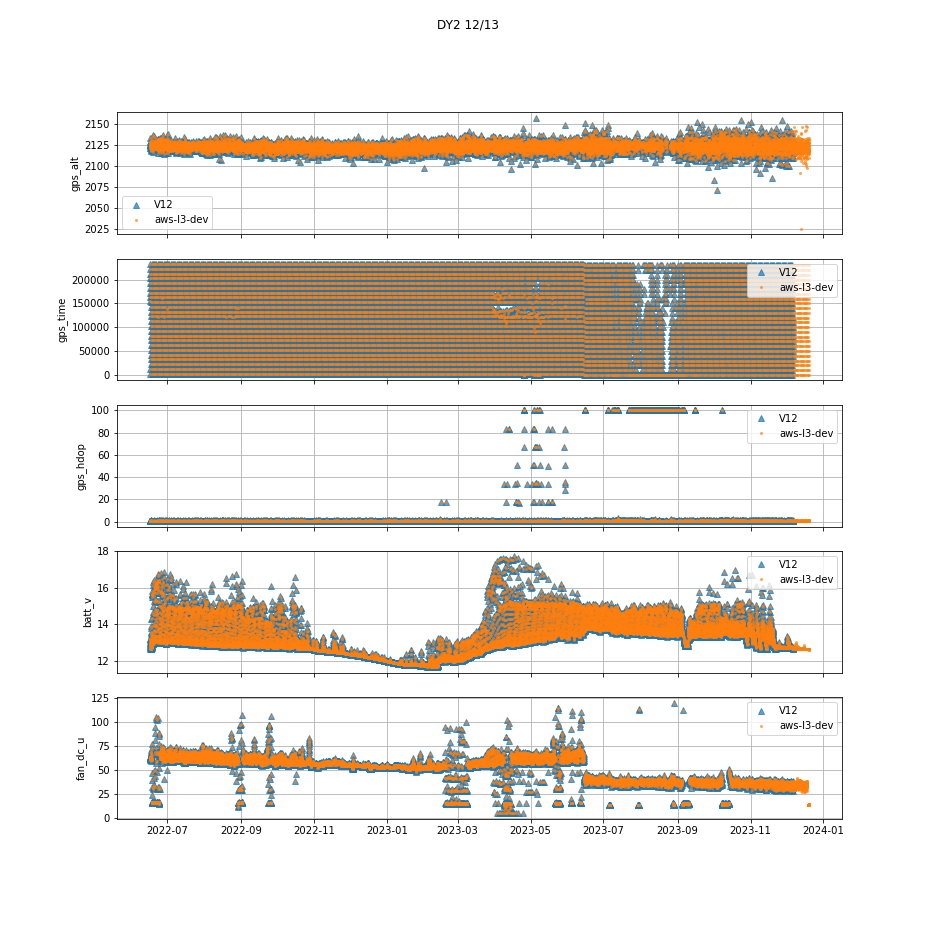 DY2 12/13
2150
2125
2100
2075
2050
2025
gps_alt
V12
aws-l3-dev
200000
150000
100000
50000
0
gps_time
V12
aws-l3-dev
100
80
60
40
20
0
gps_hdop
V12
aws-l3-dev
18
16
14
12
batt_v
V12
aws-l3-dev
125
100
75
50
25
0
fan_dc_u
V12
aws-l3-dev
2022-07 2022-09 2022-11 2023-01 2023-03 2023-05 2023-07 2023-09 2023-11 2024-01